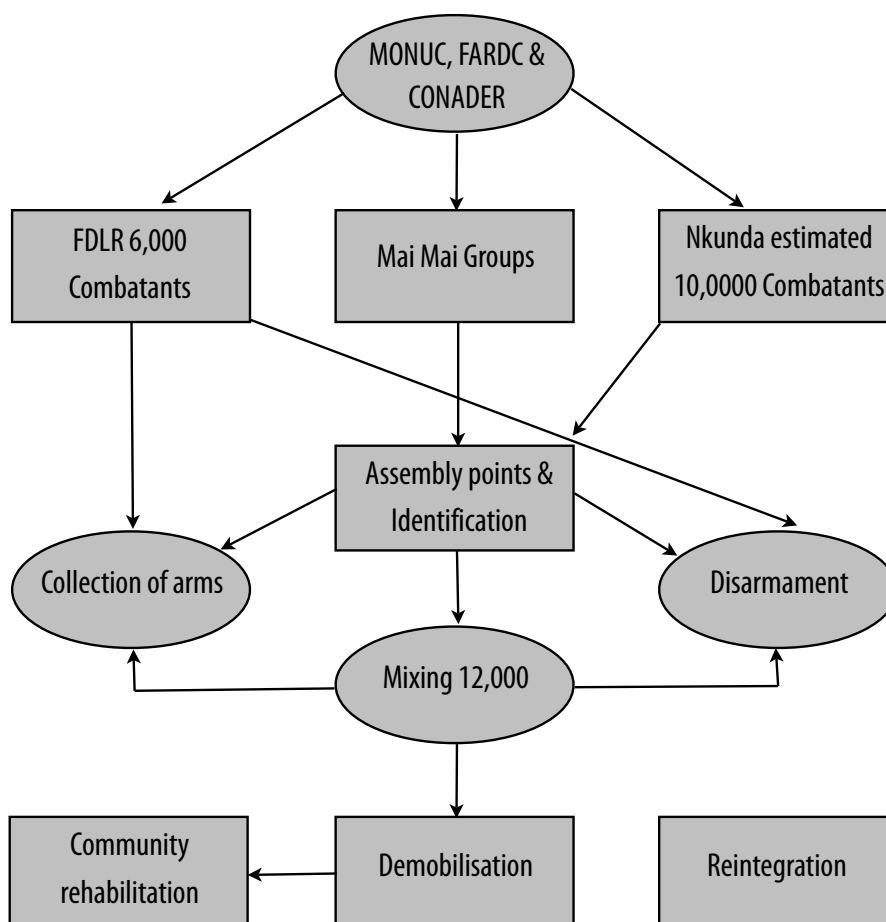 MONUC, FARDC &
CONADER
FDLR 6,000
Combatants
Mai Mai Groups
Nkunda estimated
10,0000 Combatants
Assembly points &
Identification
Collection of arms
Disarmament
Mixing 12,000
Community
rehabilitation
Demobilisation
Reintegration